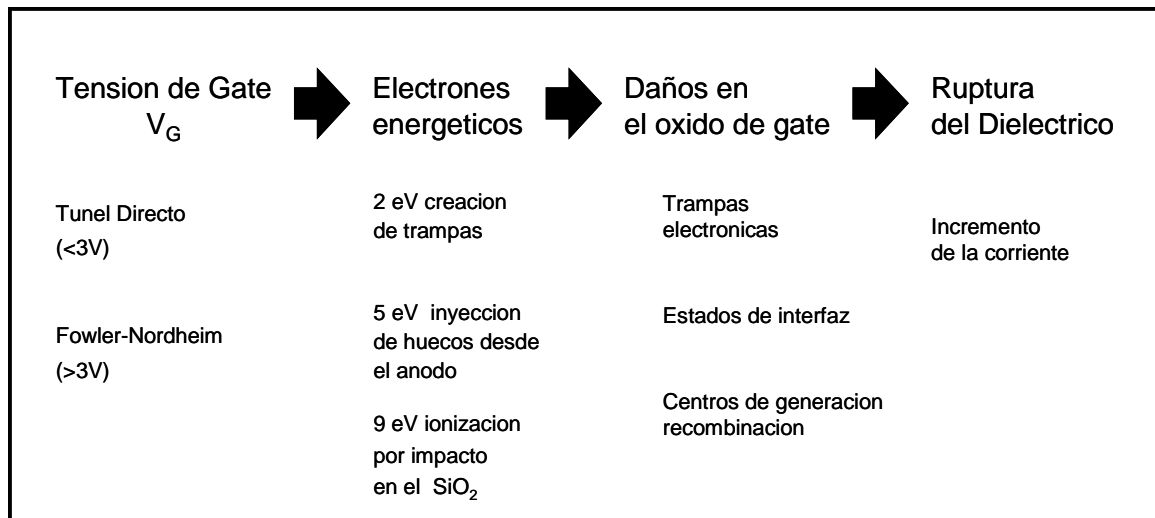 Tension de Gate
V_G
Electrones
energeticos
Daños en
el oxido de gate
Ruptura
del Dielectrico
Tunel Directo
(<3V)
Fowler-Nordheim
(>3V)
2 eV creacion
de trampas
5 eV inyeccion
de huecos desde
el anodo
9 eV ionizacion
por impacto
en el SiO₂
Trampas
electronicas
Estados de interfaz
Centros de generacion
recombinacion
Incremento
de la corriente